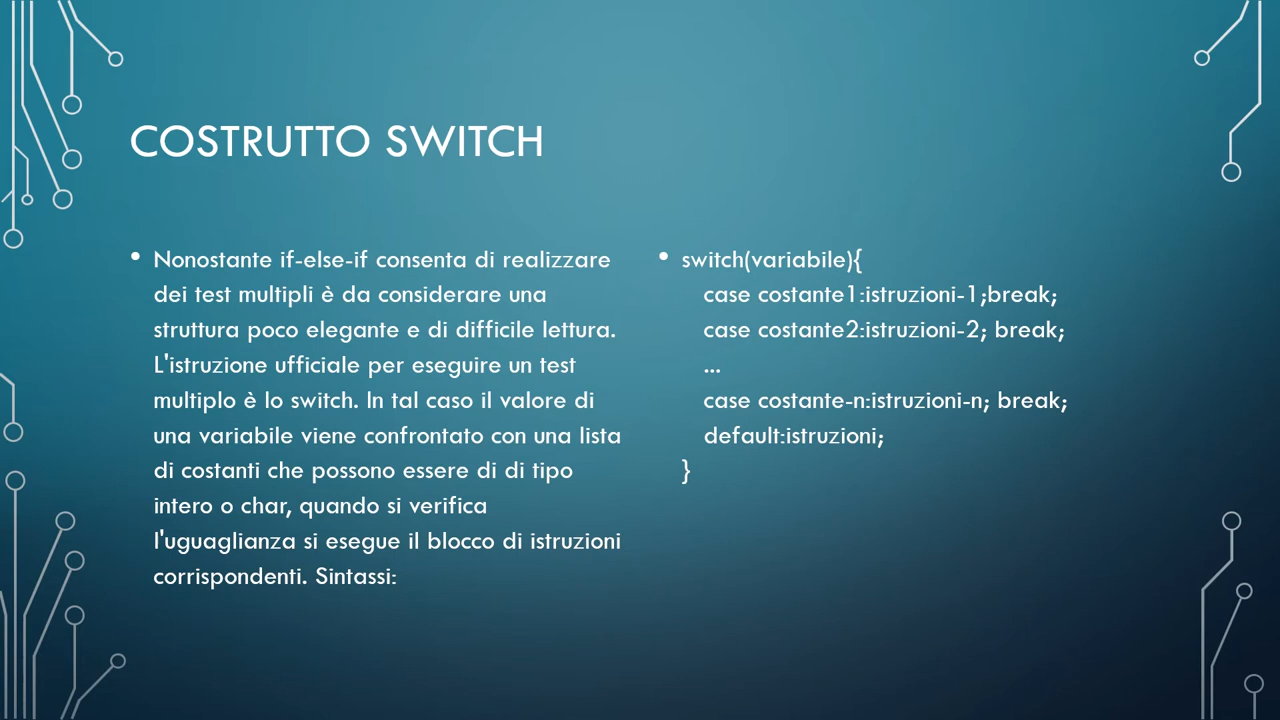 COSTRUTTO SWITCH
• Nonostante if-else-if consenta di realizzare
dei test multipli è da considerare una
struttura poco elegante e di difficile lettura.
L'istruzione ufficiale per eseguire un test
multiplo è lo switch. In tal caso il valore di
una variabile viene confrontato con una lista
di costanti che possono essere di di tipo
intero o char, quando si verifica
l'uguaglianza si esegue il blocco di istruzioni
corrispondenti. Sintassi:
• switch(variabile){
case costante1:istruzioni-1;break;
case costante2:istruzioni-2; break;
...
case costante-n:istruzioni-n; break;
default:istruzioni;
}